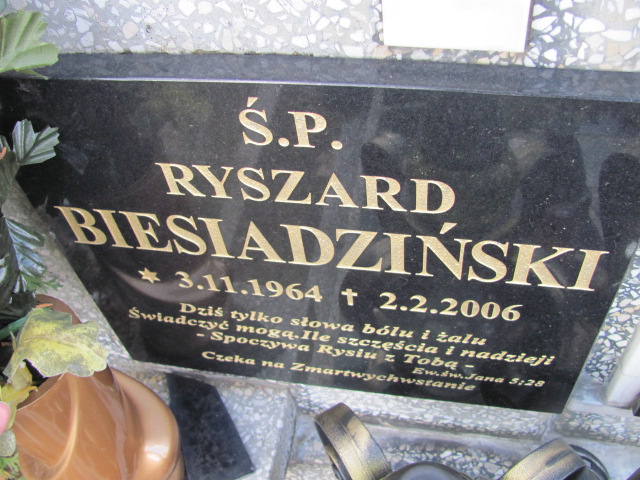 Ś.P.
RYSZARD
BIESIADZIŃSKI
* 3.11.1964 † 2.2.2006
Dziś tylko słowa bólu i żalu
Świadczyć mogą.Ile szczęścia i nadzieji
- Spoczywa Rysiu z Tobą -
Ew.św.Jana 5:28
Czeka na Zmartwychwstanie